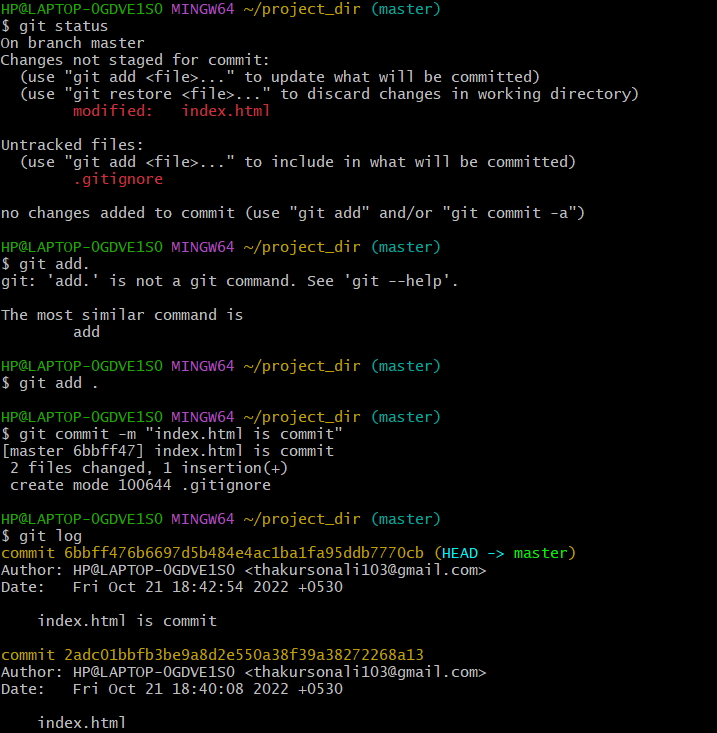 HP@LAPTOP-0GDVE1S0 MINGW64 ~/project_dir (master)
$ git status
On branch master
Changes not staged for commit:
  (use "git add <file>..." to update what will be committed)
  (use "git restore <file>..." to discard changes in working directory)
        modified:   index.html

Untracked files:
  (use "git add <file>..." to include in what will be committed)
        .gitignore

no changes added to commit (use "git add" and/or "git commit -a")

HP@LAPTOP-0GDVE1S0 MINGW64 ~/project_dir (master)
$ git add.
git: 'add.' is not a git command. See 'git --help'.

The most similar command is
        add

HP@LAPTOP-0GDVE1S0 MINGW64 ~/project_dir (master)
$ git add .

HP@LAPTOP-0GDVE1S0 MINGW64 ~/project_dir (master)
$ git commit -m "index.html is commit"
[master 6bbff47] index.html is commit
 2 files changed, 1 insertion(+)
 create mode 100644 .gitignore

HP@LAPTOP-0GDVE1S0 MINGW64 ~/project_dir (master)
$ git log
commit 6bbff476b6697d5b484e4ac1ba1fa95ddb7770cb (HEAD -> master)
Author: HP@LAPTOP-0GDVE1S0 <thakursonali103@gmail.com>
Date:   Fri Oct 21 18:42:54 2022 +0530

    index.html is commit

commit 2adc01bbfb3be9a8d2e550a38f39a38272268a13
Author: HP@LAPTOP-0GDVE1S0 <thakursonali103@gmail.com>
Date:   Fri Oct 21 18:40:08 2022 +0530

    index.html